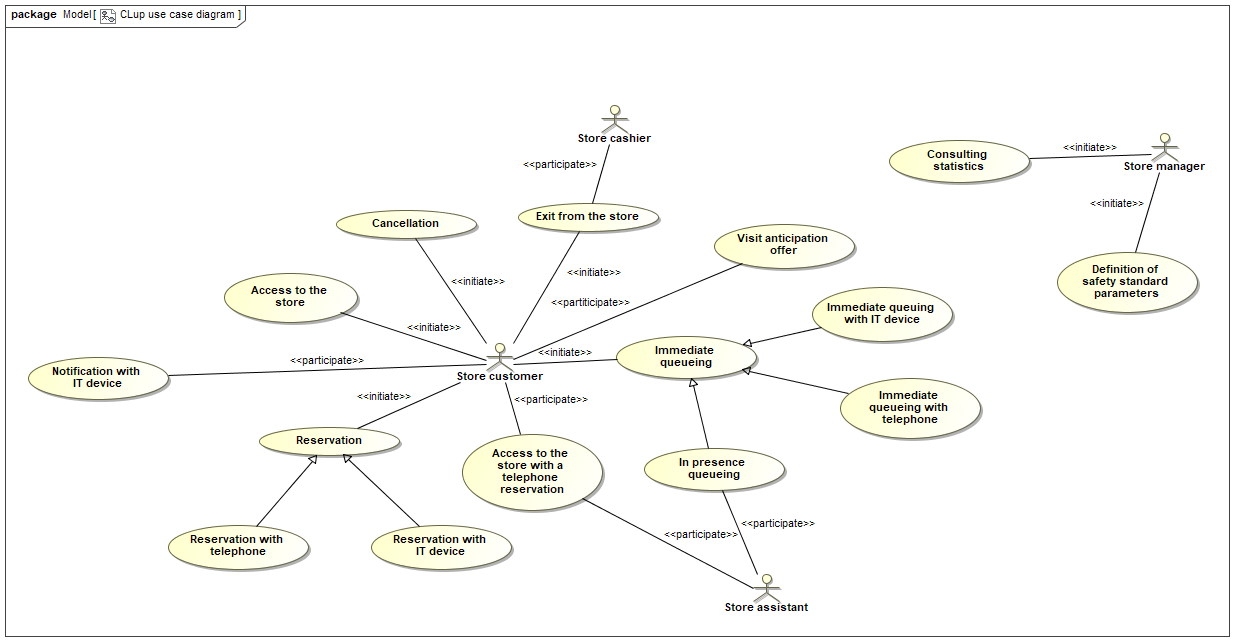 package Model[ CLup use case diagram ]
Store cashier
<<participate>>
Consulting
statistics
<<initiate>>
Store manager
<<initiate>>
Cancellation
Exit from the store
Visit anticipation
offer
<<initiate>>
<<initiate>>
Definition of
safety standard
parameters
Access to the
store
<<partiticipate>>
Immediate queuing
with IT device
<<initiate>>
<<initiate>>
Immediate
queueing
Notification with
IT device
<<participate>>
Store customer
<<initiate>>
<<participate>>
Immediate
queueing with
telephone
Reservation
Access to the
store with a
telephone
reservation
In presence
queueing
Reservation with
telephone
Reservation with
IT device
<<participate>>
<<participate>>
Store assistant